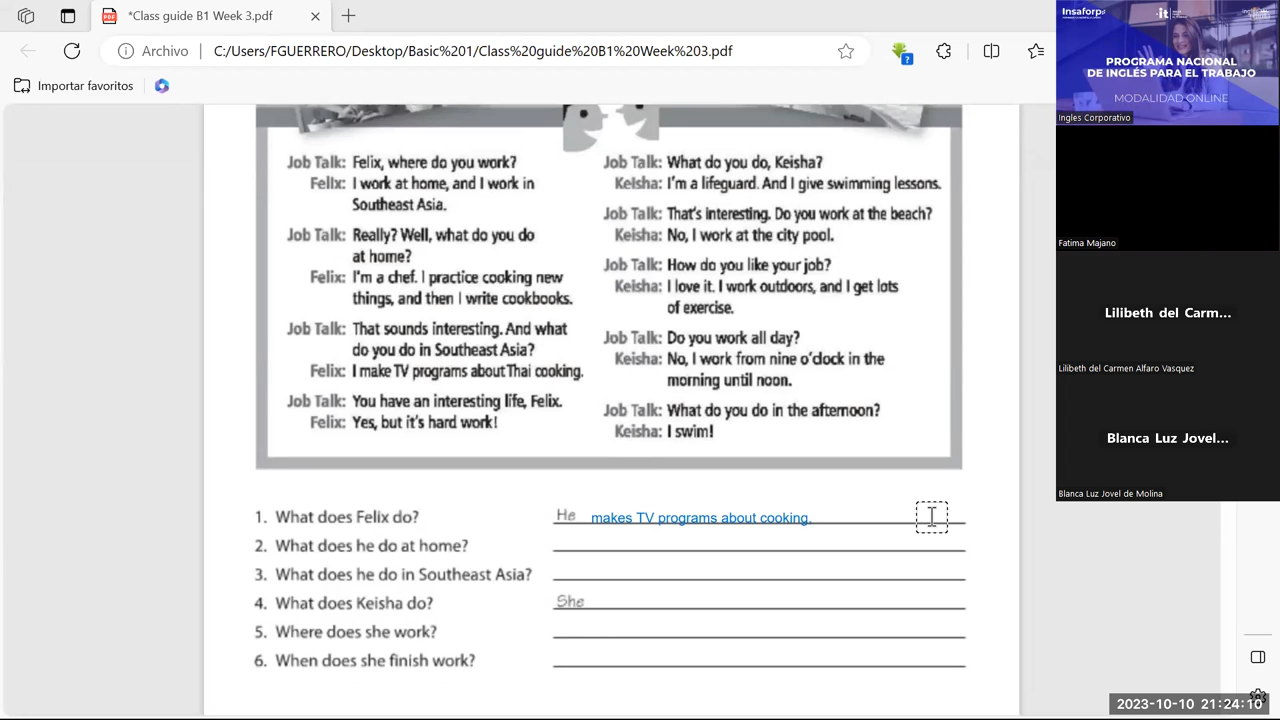 *Class guide B1 Week 3.pdf
Archivo
C:/Users/FGUERRERO/Desktop/Basic%201/Class%20guide%20B1%20Week%203.pdf
Importar favoritos
Job Talk: Felix, where do you work?
Felix: I work at home, and I work in
Southeast Asia.
Job Talk: Really? Well, what do you do
at home?
Felix: I'm a chef. I practice cooking new
things, and then I write cookbooks.
Job Talk: That sounds interesting. And what
do you do in Southeast Asia?
Felix: I make TV programs about Thai cooking.
Job Talk: You have an interesting life, Felix.
Felix: Yes, but it's hard work!
Job Talk: What do you do, Keisha?
Keisha: I'm a lifeguard. And I give swimming lessons.
Job Talk: That's interesting. Do you work at the beach?
Keisha: No, I work at the city pool.
Job Talk: How do you like your job?
Keisha: I love it. I work outdoors, and I get lots
of exercise.
Job Talk: Do you work all day?
Keisha: No, I work from nine o'clock in the
morning until noon.
Job Talk: What do you do in the afternoon?
Keisha: I swim!
1. What does Felix do? He makes TV programs about cooking.
2. What does he do at home?
3. What does he do in Southeast Asia?
4. What does Keisha do? She
5. Where does she work?
6. When does she finish work?
Insaforp
PROGRAMA NACIONAL
DE INGLÉS PARA EL TRABAJO
MODALIDAD ONLINE
Ingles Corporativo
Fatima Majano
Lilibeth del Carm...
Lilibeth del Carmen Alfaro Vasquez
Blanca Luz Jovel...
Blanca Luz Jovel de Molina
2023-10-10 21:24:10